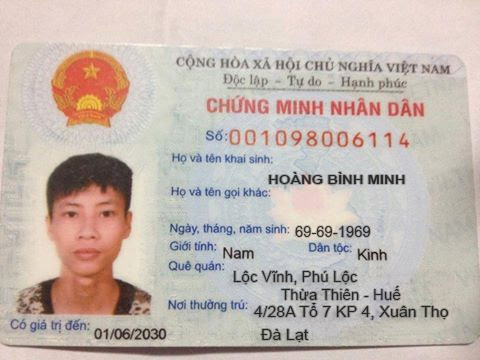 CỘNG HÒA XÃ HỘI CHỦ NGHĨA VIỆT NAM
Độc lập - Tự do - Hạnh phúc
CHỨNG MINH NHÂN DÂN
Số: 001098006114
Họ và tên khai sinh:
HOÀNG BÌNH MINH
Họ và tên gọi khác:
Ngày, tháng, năm sinh: 69-69-1969
Giới tính: Nam Dân tộc: Kinh
Quê quán: Lộc Vĩnh, Phú Lộc
Thừa Thiên - Huế
Nơi thường trú: 4/28A Tổ 7 KP 4, Xuân Thọ
Đà Lạt
Có giá trị đến: 01/06/2030